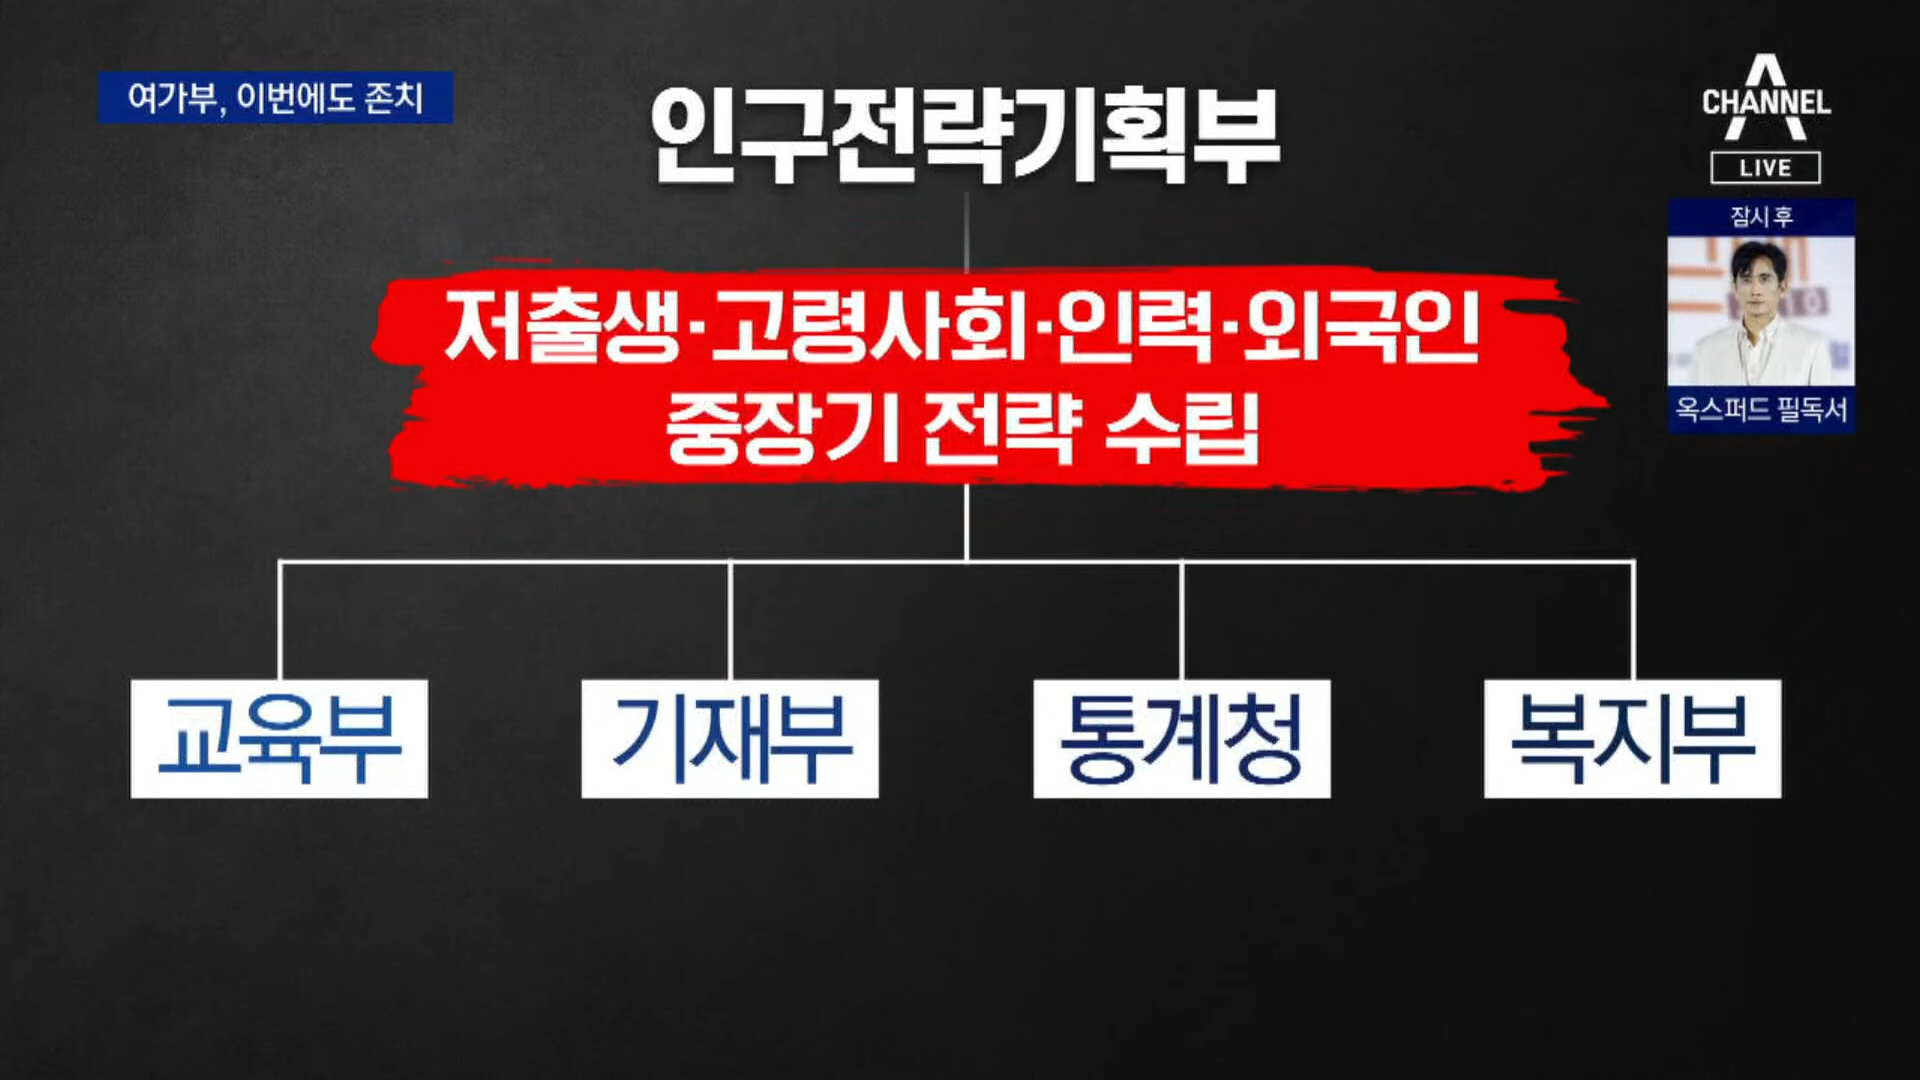 여가부, 이번에도 존치
인구전략기획부
CHANNEL A
LIVE
잠시 후
옥스퍼드 필독서
저출생·고령사회·인력·외국인
중장기 전략 수립
교육부
기재부
통계청
복지부